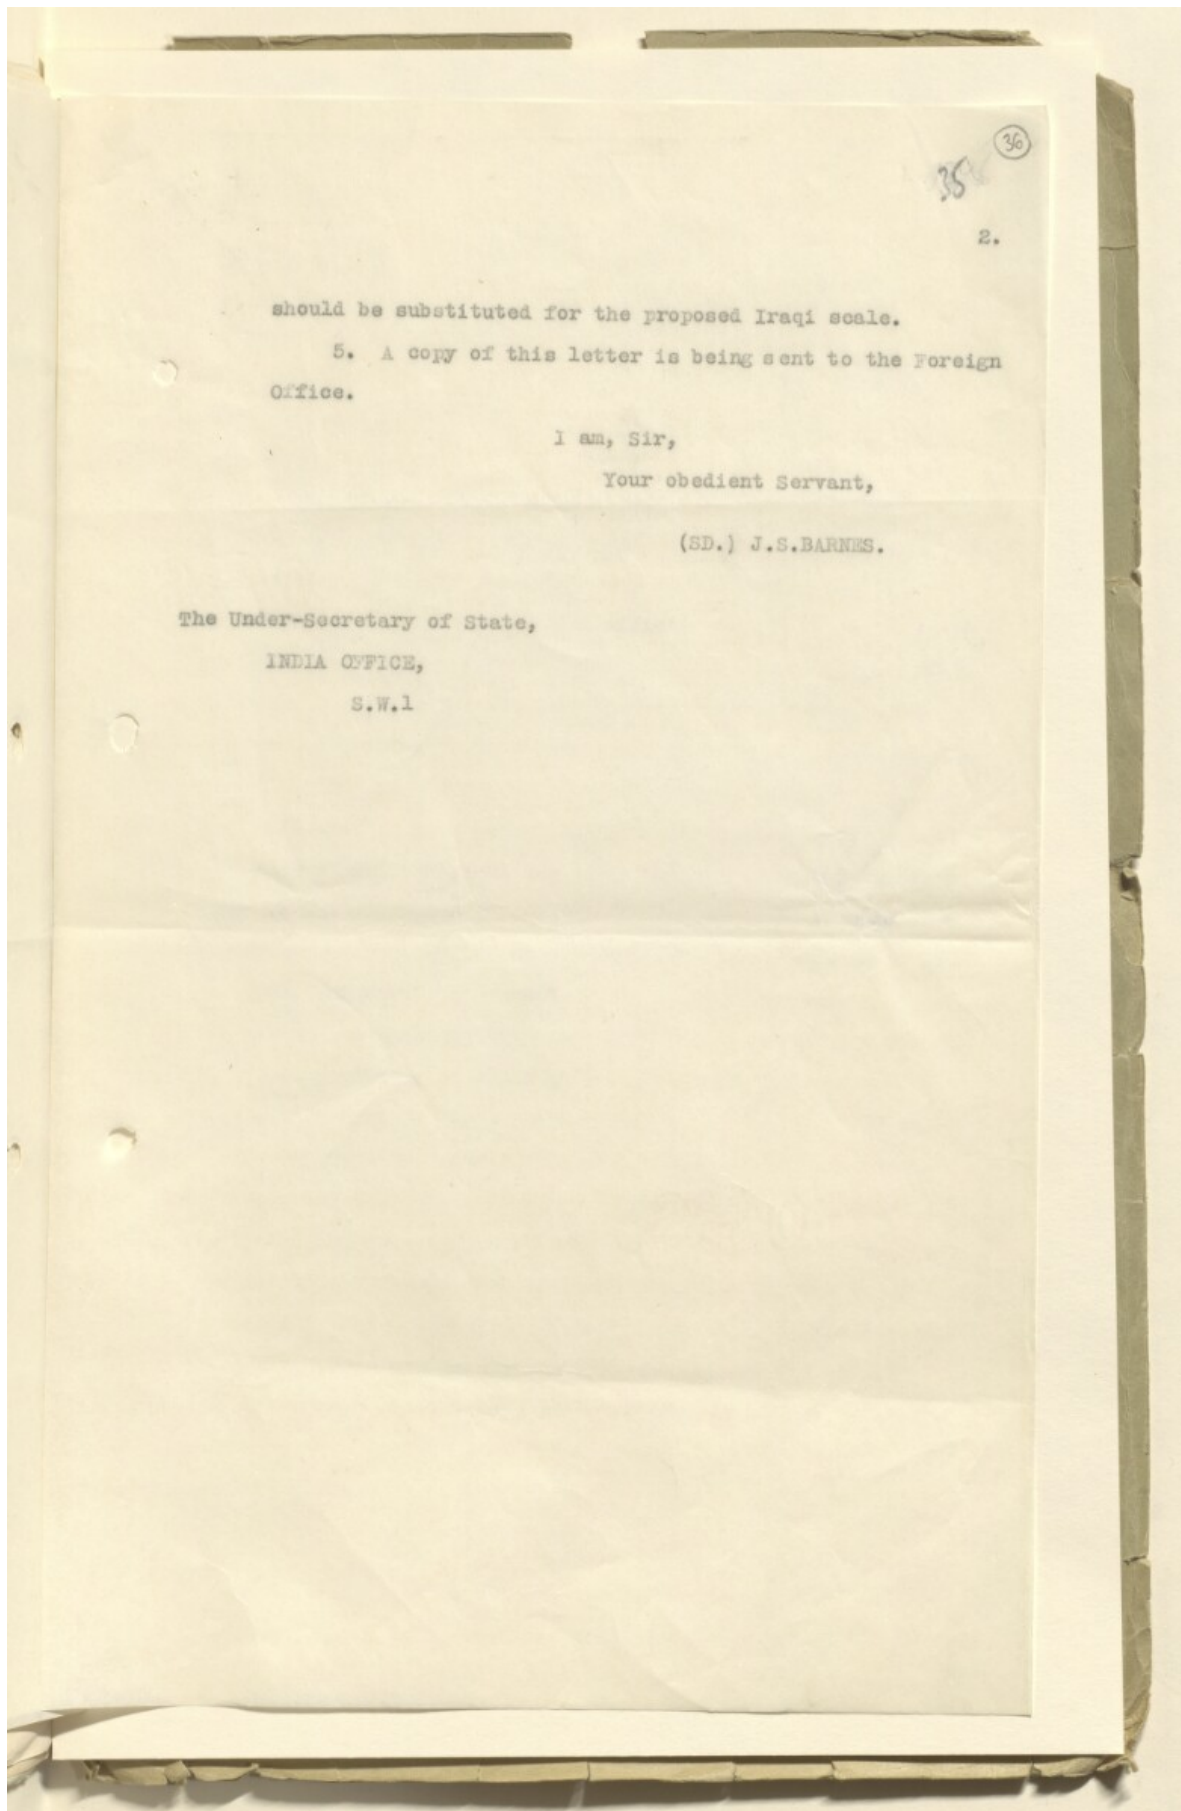 36
35
2.
should be substituted for the proposed Iraqi scale.
5. A copy of this letter is being sent to the Foreign
Office.
I am, Sir,
Your obedient Servant,
(SD.) J.S.BARNES.
The Under-Secretary of State,
INDIA OFFICE,
S.W.1